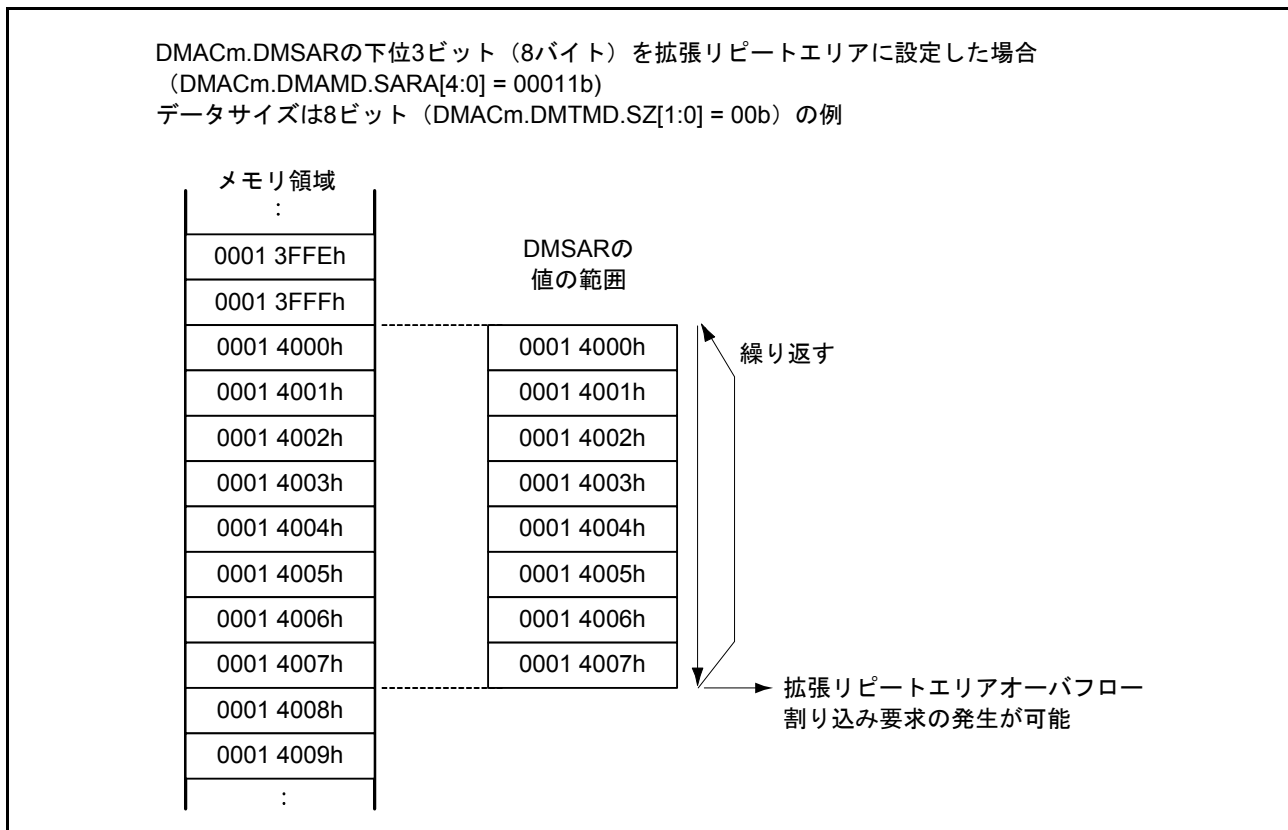 DMACm.DMSARの下位3ビット（8バイト）を拡張リピートエリアに設定した場合
（DMACm.DMAMD.SARA[4:0] = 00011b)
データサイズは8ビット（DMACm.DMTMD.SZ[1:0] = 00b）の例
メモリ領域
:
0001 3FFEh
0001 3FFFh
0001 4000h
0001 4001h
0001 4002h
0001 4003h
0001 4004h
0001 4005h
0001 4006h
0001 4007h
0001 4008h
0001 4009h
:
DMSARの
値の範囲
0001 4000h
0001 4001h
0001 4002h
0001 4003h
0001 4004h
0001 4005h
0001 4006h
0001 4007h
繰り返す
拡張リピートエリアオーバフロー
割り込み要求の発生が可能